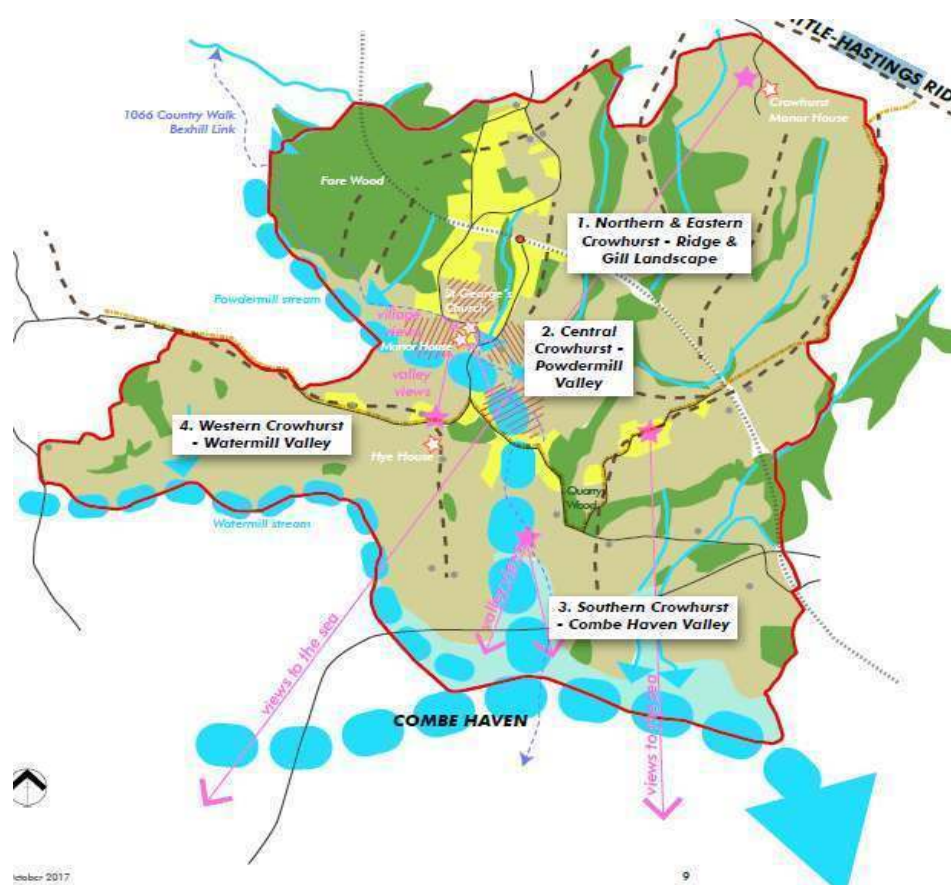 TTLE-HASTINGS RID
1066 Country Walk
Bexhill Link
Crowhurst
Manor House
Fore Wood
1. Northern & Eastern
Crowhurst - Ridge &
Gill Landscape
Powdermill stream
St George's
Church
village
views
Manor House
2. Central
Crowhurst -
Powdermill
Valley
valley
views
4. Western Crowhurst
- Watermill Valley
Hye House
Quarry
Wood
Watermill stream
valley views
3. Southern Crowhurst
- Combe Haven Valley
views to the sea
views to the sea
COMBE HAVEN
october 2017
9